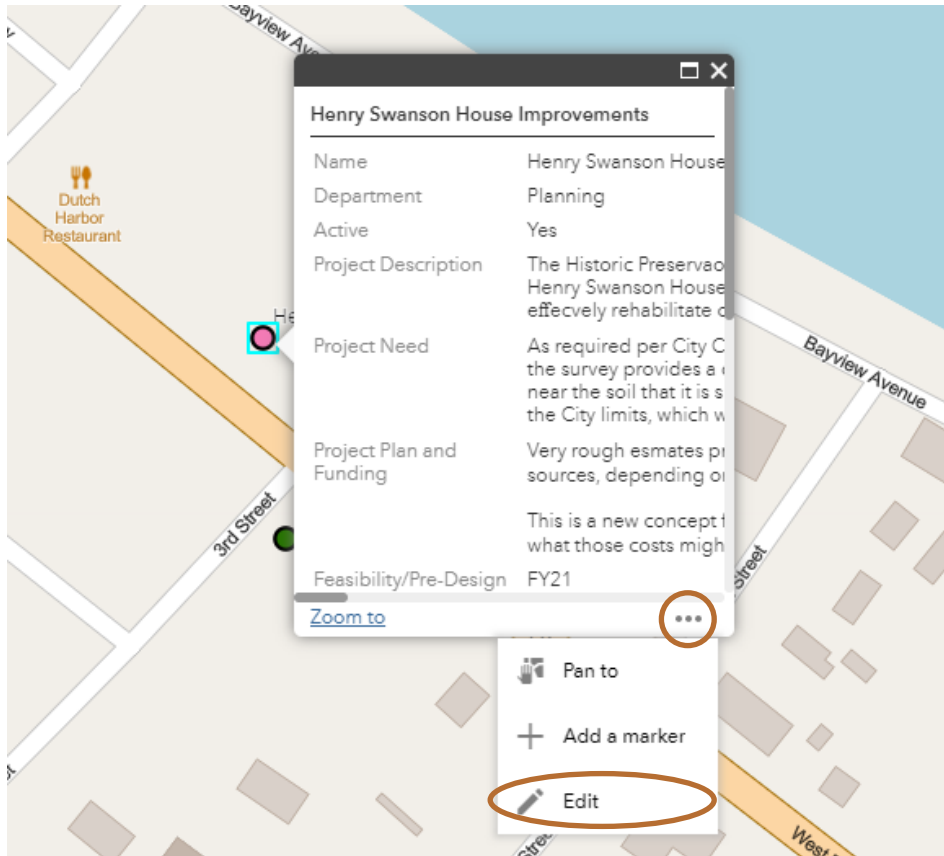 Bayview Ave
Henry Swanson House Improvements
Name Henry Swanson House
Department Planning
Active Yes
Project Description The Historic Preservao
Henry Swanson House
effecvely rehabilitate
Project Need As required per City C
the survey provides a
near the soil that it is s
the City limits, which w
Project Plan and Very rough esmates pr
Funding sources, depending or
This is a new concept f
what those costs migh
Feasibility/Pre-Design FY21
Zoom to
Pan to
Add a marker
Edit
Dutch
Harbor
Restaurant
He
3rd Street
Bayview Avenue
Street
Stree
West